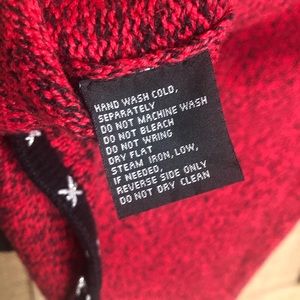 HAND WASH COLD,
SEPARATELY
DO NOT MACHINE WASH
DO NOT BLEACH
DO NOT WRING
DRY FLAT
STEAM IRON, LOW,
IF NEEDED,
REVERSE SIDE ONLY
DO NOT DRY CLEAN